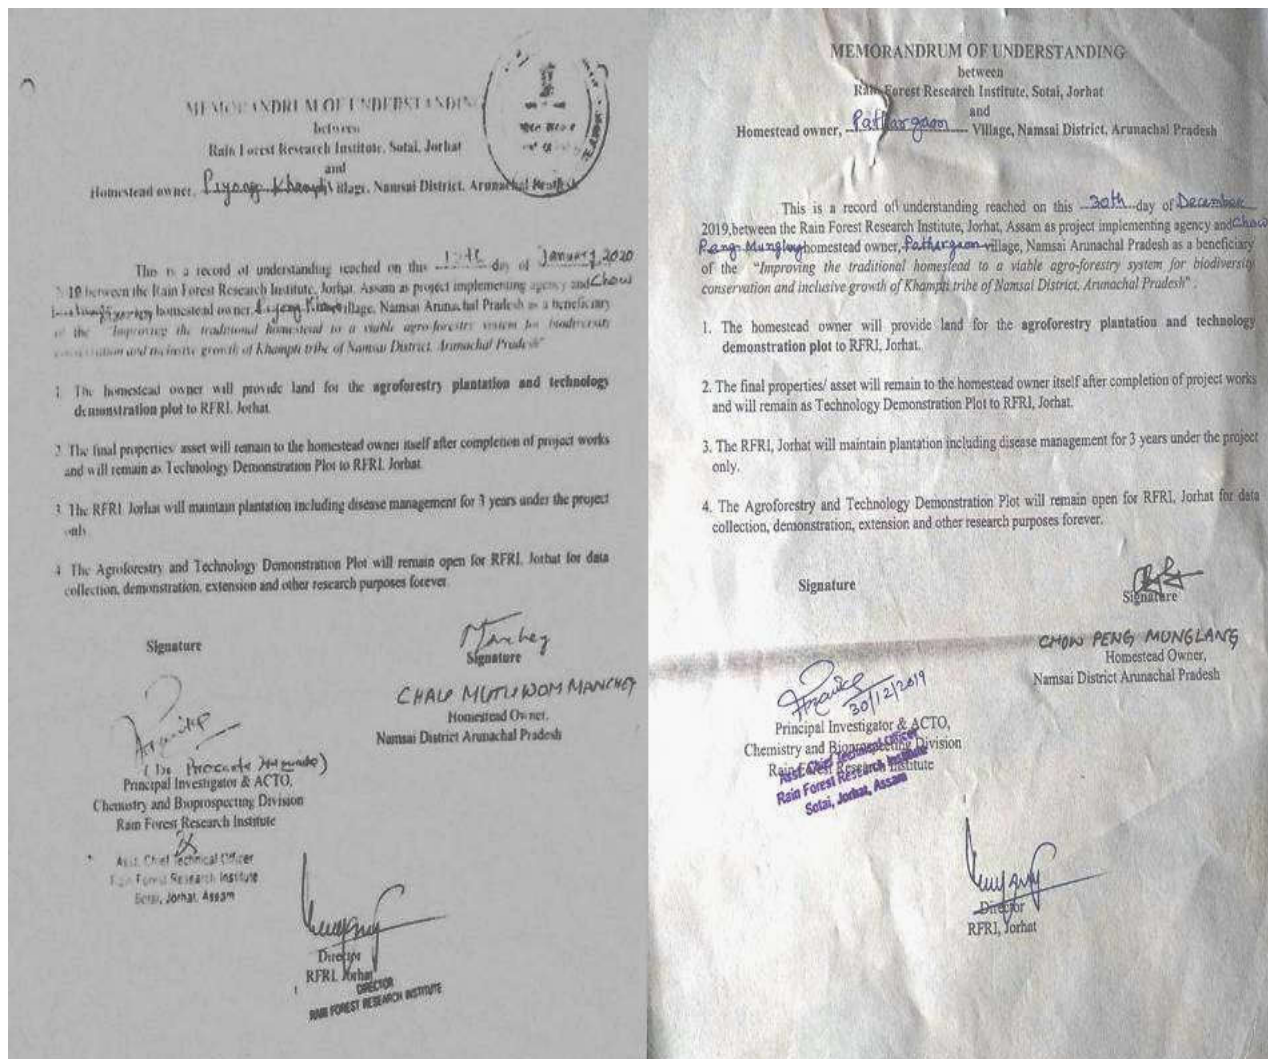 MEMORANDRUM OF UNDERSTANDING
between
Rain Forest Research Institute, Sotai, Jorhat
and
Homestead owner, Piyong Khampti Village, Namsai District, Arunachal Pradesh
This is a record of understanding reached on this day of January, 2020
19 between the Rain Forest Research Institute, Jorhat, Assam as project implementing agency and Chow
homestead owner, village, Namsai Arunachal Pradesh as a beneficiary
of the "Improving the traditional homestead to a viable agro-forestry system for biodiversity
conservation and inclusive growth of Khampti tribe of Namsai District, Arunachal Pradesh"
1. The homestead owner will provide land for the agroforestry plantation and technology
demonstration plot to RFRI, Jorhat.
2. The final properties/ asset will remain to the homestead owner itself after completion of project works
and will remain as Technology Demonstration Plot to RFRI, Jorhat.
3. The RFRI, Jorhat will maintain plantation including disease management for 3 years under the project
only.
4. The Agroforestry and Technology Demonstration Plot will remain open for RFRI, Jorhat for data
collection, demonstration, extension and other research purposes forever.
Signature
Signature
CHAU MUTUWOM MANCHEY
Homestead Owner,
Namsai District Arunachal Pradesh
Principal Investigator & ACTO,
Chemistry and Bioprospecting Division
Rain Forest Research Institute
Asst. Chief Technical Officer
Rain Forest Research Institute
Sotai, Jorhat, Assam
Director
RFRI, Jorhat
DIRECTOR
RAIN FOREST RESEARCH INSTITUTE
MEMORANDRUM OF UNDERSTANDING
between
Rain Forest Research Institute, Sotai, Jorhat
and
Homestead owner, Pathargaon Village, Namsai District, Arunachal Pradesh
This is a record off understanding reached on this 30th day of December
2019,between the Rain Forest Research Institute, Jorhat, Assam as project implementing agency and Chow
Peng Munglang homestead owner, Pathargaon village, Namsai Arunachal Pradesh as a beneficiary
of the "Improving the traditional homestead to a viable agro-forestry system for biodiversity
conservation and inclusive growth of Khampti tribe of Namsai District, Arunachal Pradesh" .
1. The homestead owner will provide land for the agroforestry plantation and technology
demonstration plot to RFRI, Jorhat.
2. The final properties/ asset will remain to the homestead owner itself after completion of project works
and will remain as Technology Demonstration Plot to RFRI, Jorhat.
3. The RFRI, Jorhat will maintain plantation including disease management for 3 years under the project
only.
4. The Agroforestry and Technology Demonstration Plot will remain open for RFRI, Jorhat for data
collection, demonstration, extension and other research purposes forever.
Signature
Signature
CHOW PENG MUNGLANG
Homestead Owner,
Namsai District Arunachal Pradesh
30/12/2019
Principal Investigator & ACTO,
Chemistry and Bioprospecting Division
Rain Forest Research Institute
Asst. Chief Technical Officer
Rain Forest Research Institute
Sotai, Jorhat, Assam
Director
RFRI, Jorhat